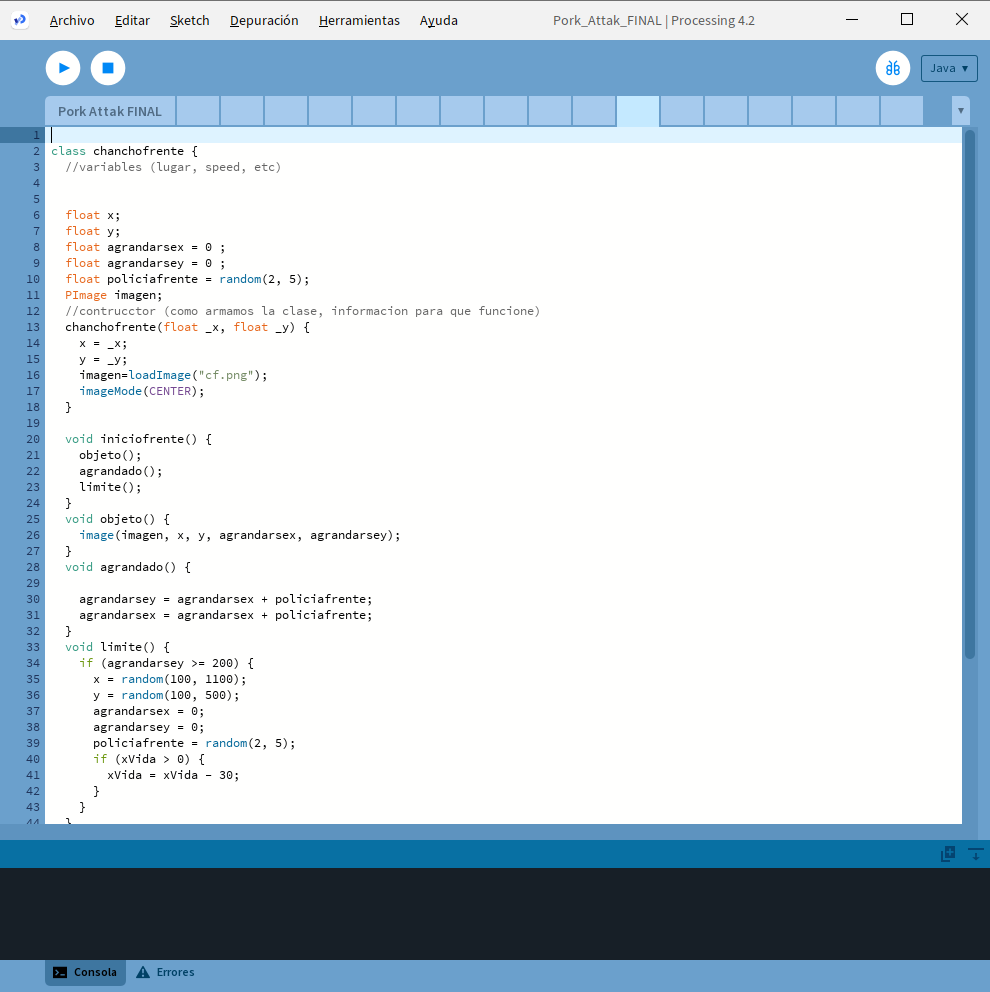 Archivo Editar Sketch Depuración Herramientas Ayuda Pork_Attak_FINAL | Processing 4.2
Java ▾
Pork Attak FINAL
1
2 class chanchofrente {
3 //variables (lugar, speed, etc)
4
5
6 float x;
7 float y;
8 float agrandarsex = 0 ;
9 float agrandarsey = 0 ;
10 float policiafrente = random(2, 5);
11 PImage imagen;
12 //contrucctor (como armamos la clase, informacion para que funcione)
13 chanchofrente(float _x, float _y) {
14 x = _x;
15 y = _y;
16 imagen=loadImage("cf.png");
17 imageMode(CENTER);
18 }
19
20 void iniciofrente() {
21 objeto();
22 agrandado();
23 limite();
24 }
25 void objeto() {
26 image(imagen, x, y, agrandarsex, agrandarsey);
27 }
28 void agrandado() {
29
30 agrandarsey = agrandarsex + policiafrente;
31 agrandarsex = agrandarsex + policiafrente;
32 }
33 void limite() {
34 if (agrandarsey >= 200) {
35 x = random(100, 1100);
36 y = random(100, 500);
37 agrandarsex = 0;
38 agrandarsey = 0;
39 policiafrente = random(2, 5);
40 if (xVida > 0) {
41 xVida = xVida - 30;
42 }
43 }
44 }
Consola Errores